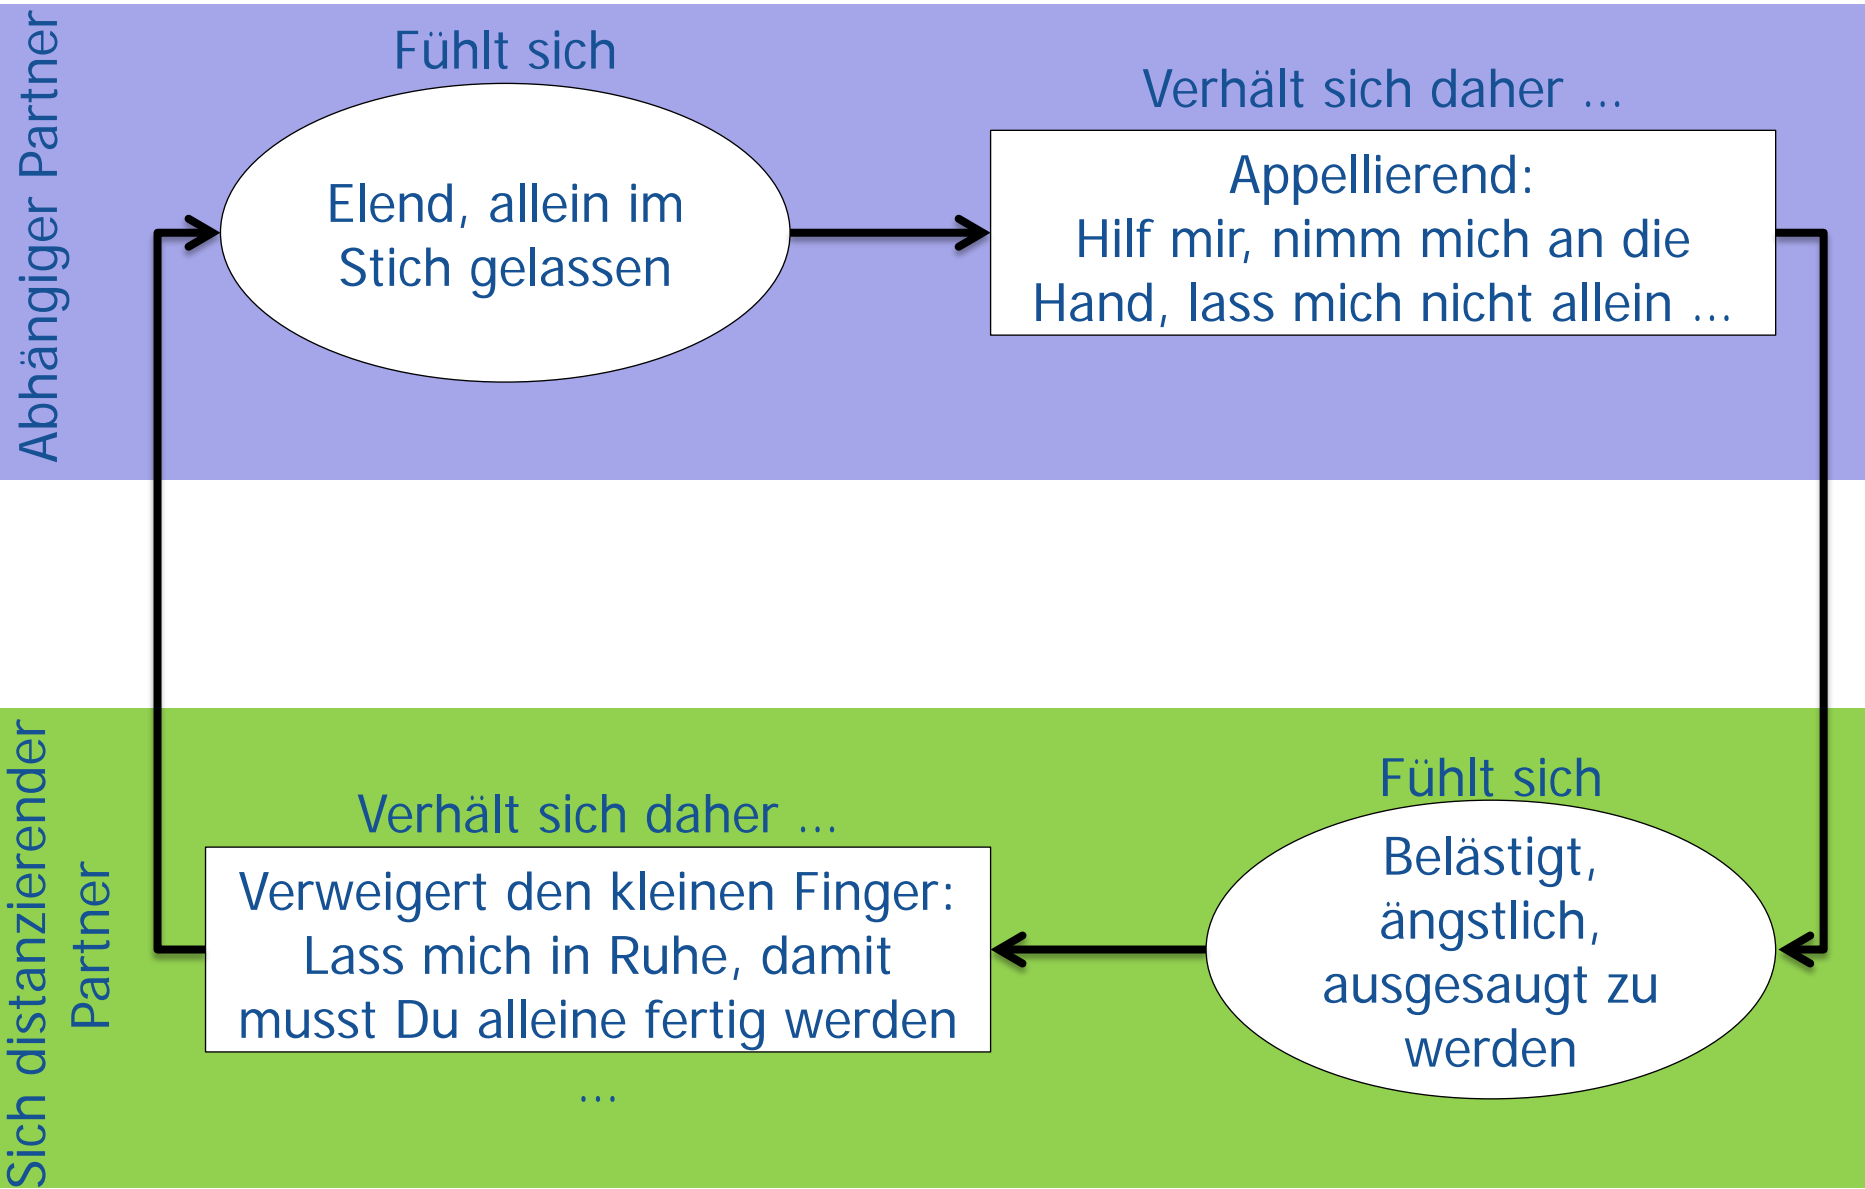 Abhängiger Partner
Fühlt sich
Elend, allein im
Stich gelassen
Verhält sich daher ...
Appellierend:
Hilf mir, nimm mich an die
Hand, lass mich nicht allein ...
Sich distanzierender
Partner
Fühlt sich
Belästigt,
ängstlich,
ausgesaugt zu
werden
Verhält sich daher ...
Verweigert den kleinen Finger:
Lass mich in Ruhe, damit
musst Du alleine fertig werden
...